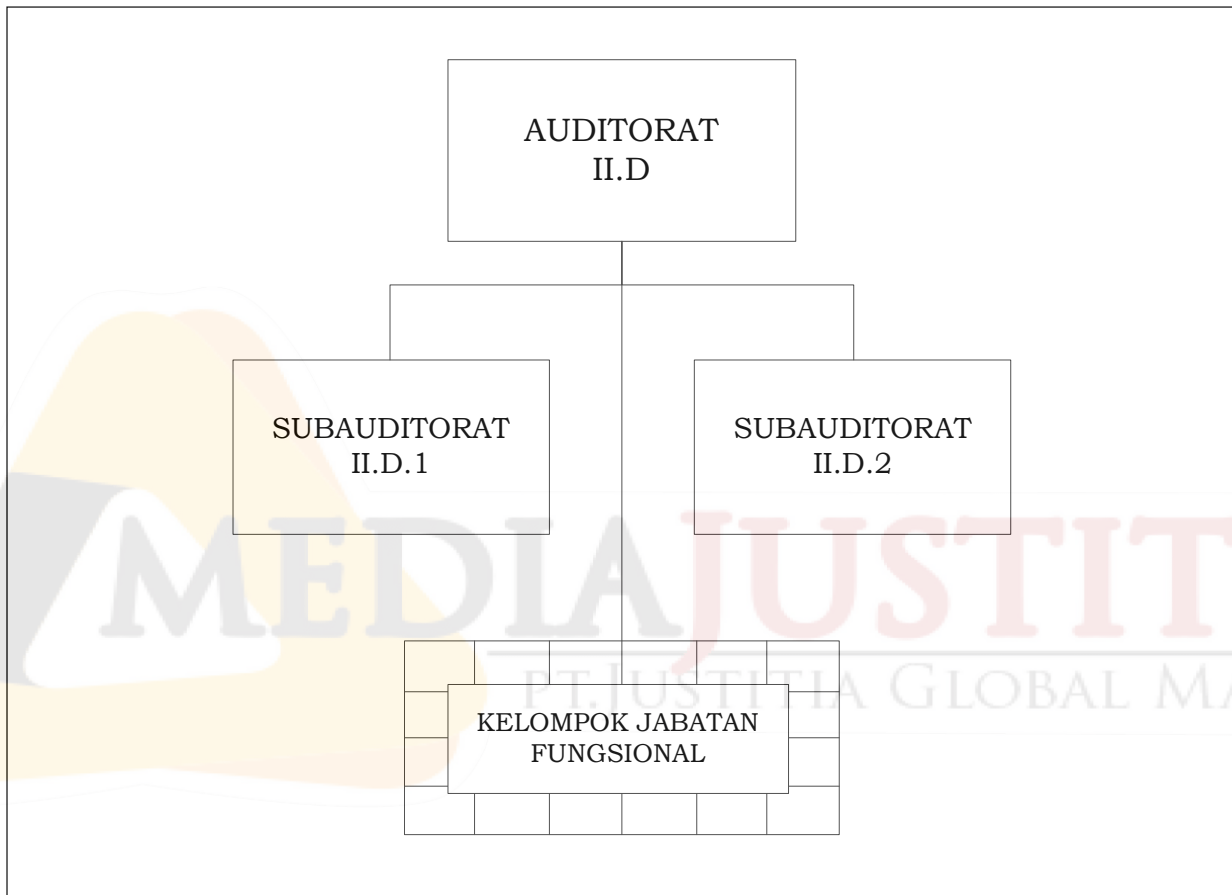 AUDITORAT
II.D
SUBAUDITORAT
II.D.1
SUBAUDITORAT
II.D.2
MEDIAJUSTIT
PT.JUSTITIA GLOBAL MA
KELOMPOK JABATAN
FUNGSIONAL